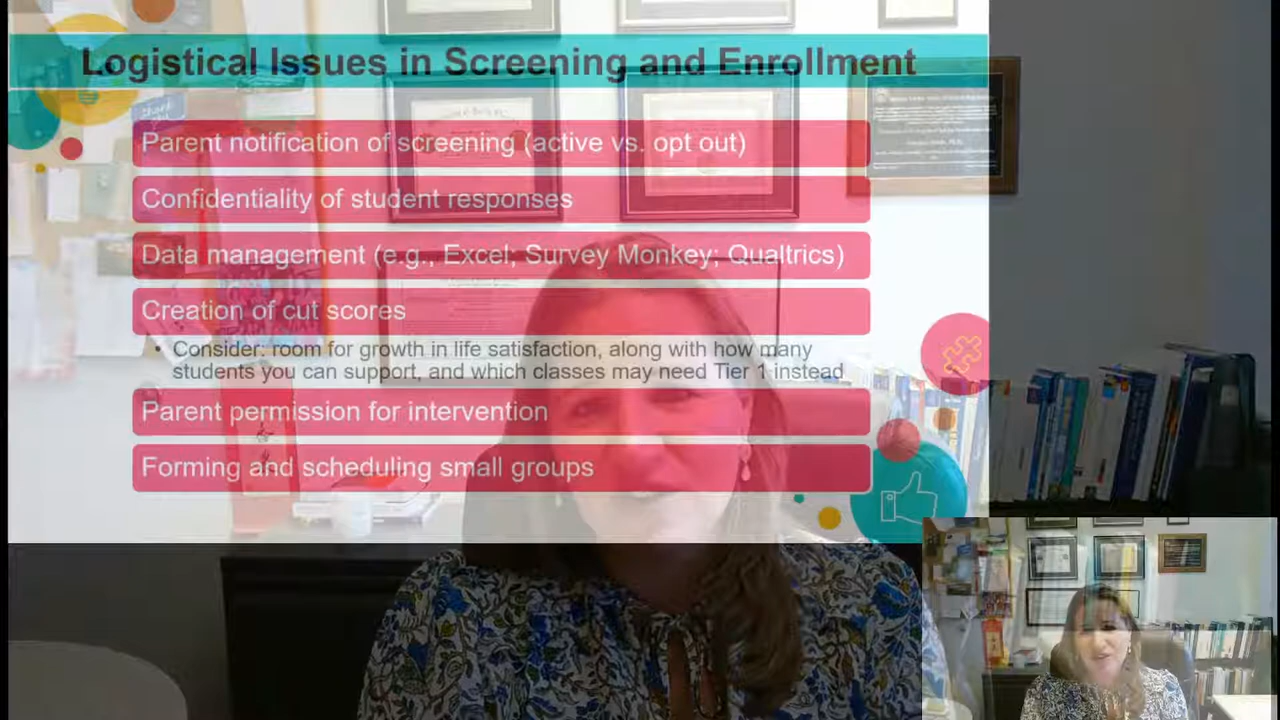 Logistical Issues in Screening and Enrollment
Parent notification of screening (active vs. opt out)
Confidentiality of student responses
Data management (e.g., Excel; Survey Monkey; Qualtrics)
Creation of cut scores
• Consider: room for growth in life satisfaction, along with how many
students you can support, and which classes may need Tier 1 instead
Parent permission for intervention
Forming and scheduling small groups